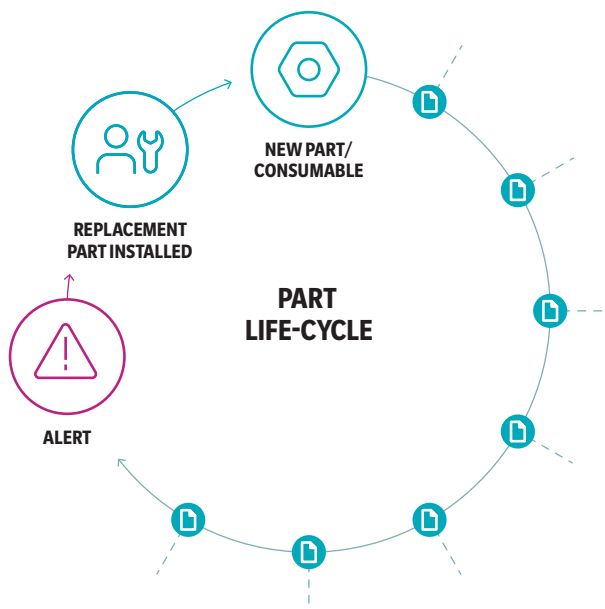 NEW PART/
CONSUMABLE
REPLACEMENT
PART INSTALLED
PART
LIFE-CYCLE
ALERT